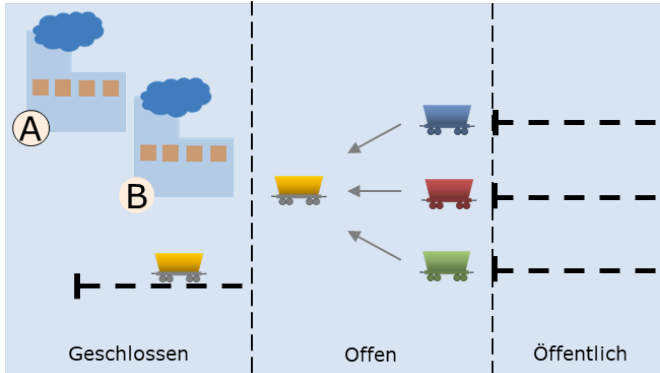 A
B
Geschlossen
Offen
Öffentlich